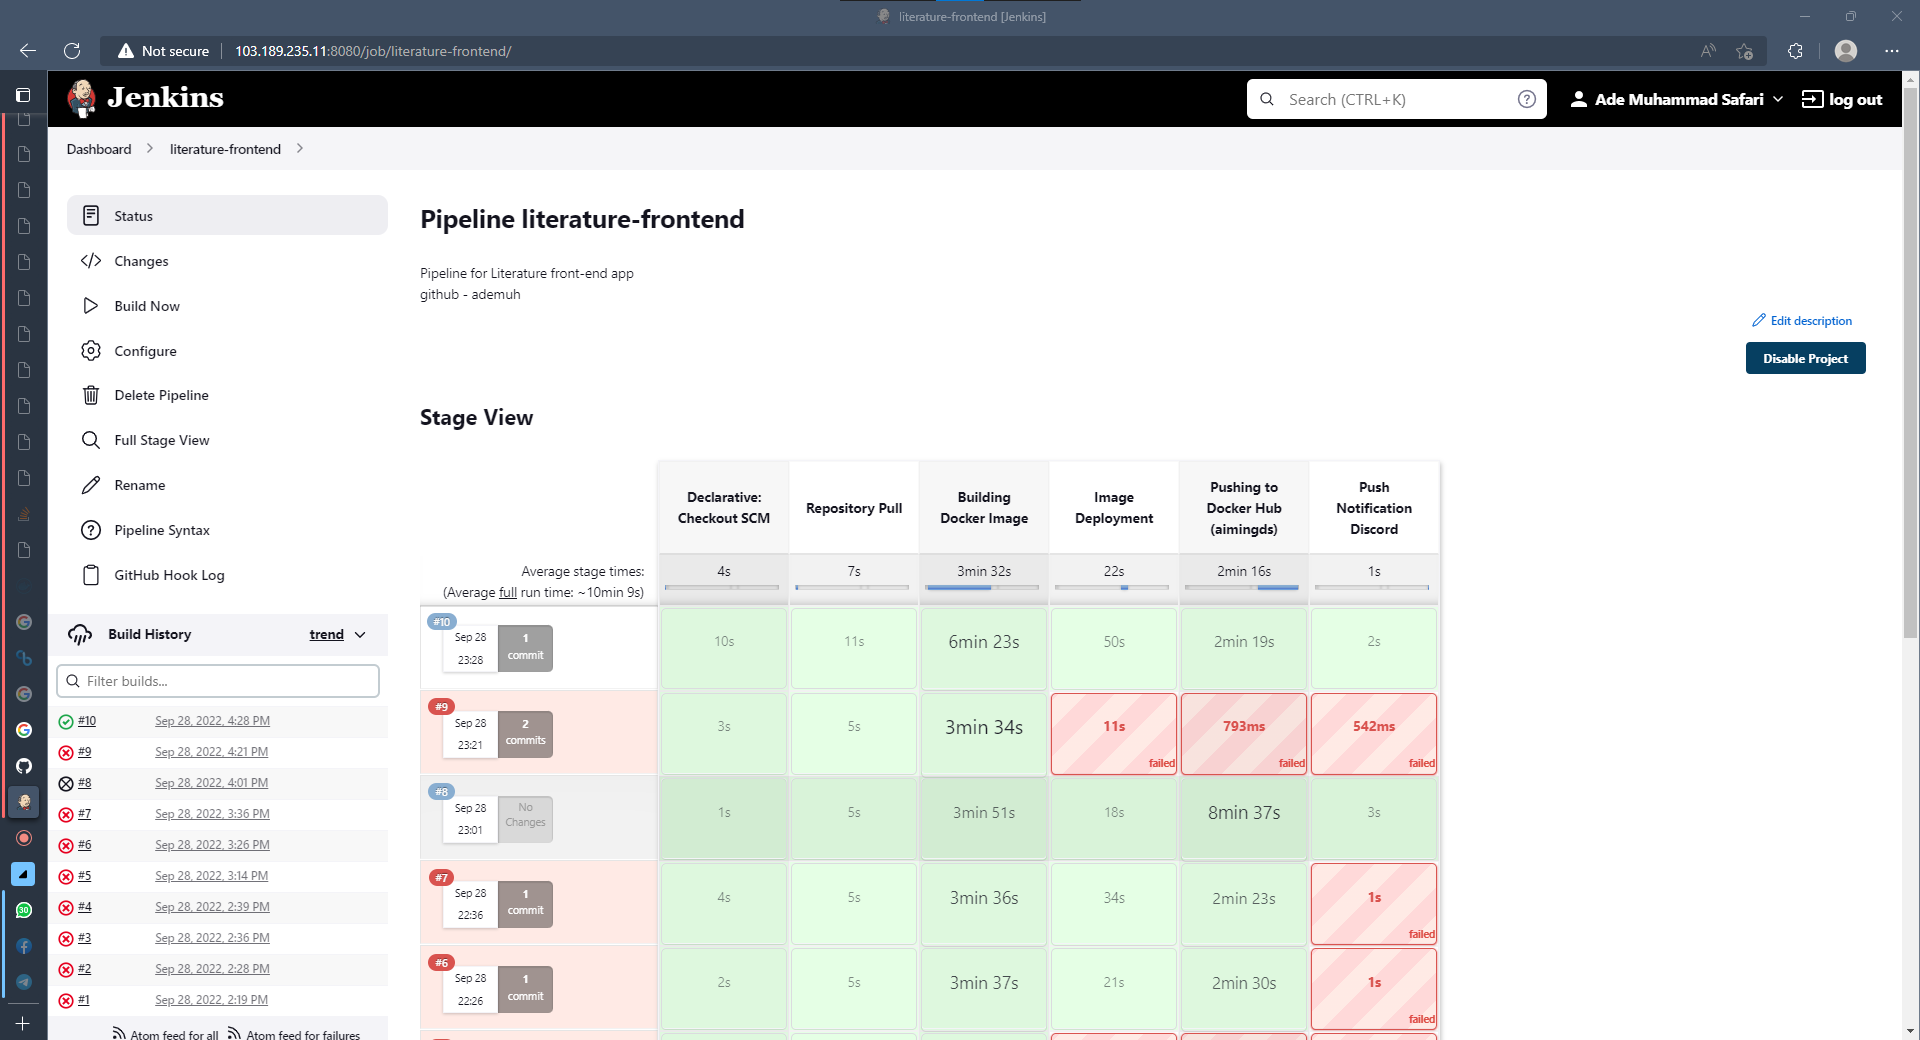 literature-frontend [Jenkins]
Not secure
103.189.235.11:8080/job/literature-frontend/
Jenkins
Search (CTRL+K)
Ade Muhammad Safari
log out
Dashboard
literature-frontend
Status
Changes
Build Now
Configure
Delete Pipeline
Full Stage View
Rename
Pipeline Syntax
GitHub Hook Log
Build History
trend
Filter builds...
#10 Sep 28, 2022, 4:28 PM
#9 Sep 28, 2022, 4:21 PM
#8 Sep 28, 2022, 4:01 PM
#7 Sep 28, 2022, 3:36 PM
#6 Sep 28, 2022, 3:26 PM
#5 Sep 28, 2022, 3:14 PM
#4 Sep 28, 2022, 2:39 PM
#3 Sep 28, 2022, 2:36 PM
#2 Sep 28, 2022, 2:28 PM
#1 Sep 28, 2022, 2:19 PM
Atom feed for all Atom feed for failures
Pipeline literature-frontend
Pipeline for Literature front-end app
github - ademuh
Edit description
Disable Project
Stage View
Declarative:
Checkout SCM
Repository Pull
Building
Docker Image
Image
Deployment
Pushing to
Docker Hub
(aimingds)
Push
Notification
Discord
Average stage times:
(Average full run time: ~10min 9s)
4s 7s 3min 32s 22s 2min 16s 1s
#10
Sep 28
23:28
1
commit
10s 11s 6min 23s 50s 2min 19s 2s
#9
Sep 28
23:21
2
commits
3s 5s 3min 34s 11s 793ms 542ms
failed failed failed
#8
Sep 28
23:01
No
Changes
1s 5s 3min 51s 18s 8min 37s 3s
#7
Sep 28
22:36
1
commit
4s 5s 3min 36s 34s 2min 23s 1s
failed
#6
Sep 28
22:26
1
commit
2s 5s 3min 37s 21s 2min 30s 1s
failed